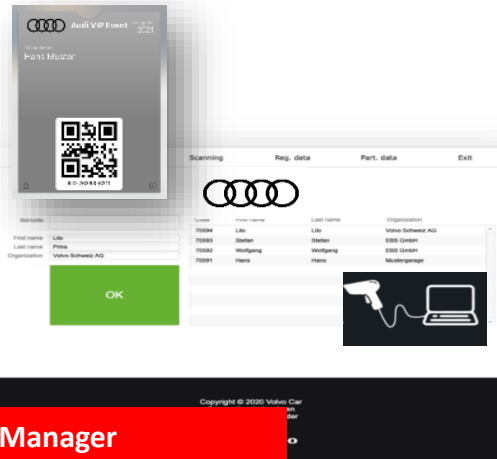 Audi VIP Event
2021
Hans Muster
Scanning Reg. data Part. data Exit
Barcode
First name Lilo
Last name Prins
Organization Volvo Schweiz AG
OK
Code First name Last name Organization
70594 Lilo Lilo Volvo Schweiz AG
70593 Stefan Stefan EBS GmbH
70592 Wolfgang Wolfgang EBS GmbH
70591 Hans Hans Mustergarage
Copyright © 2020 Volvo Car
Manager